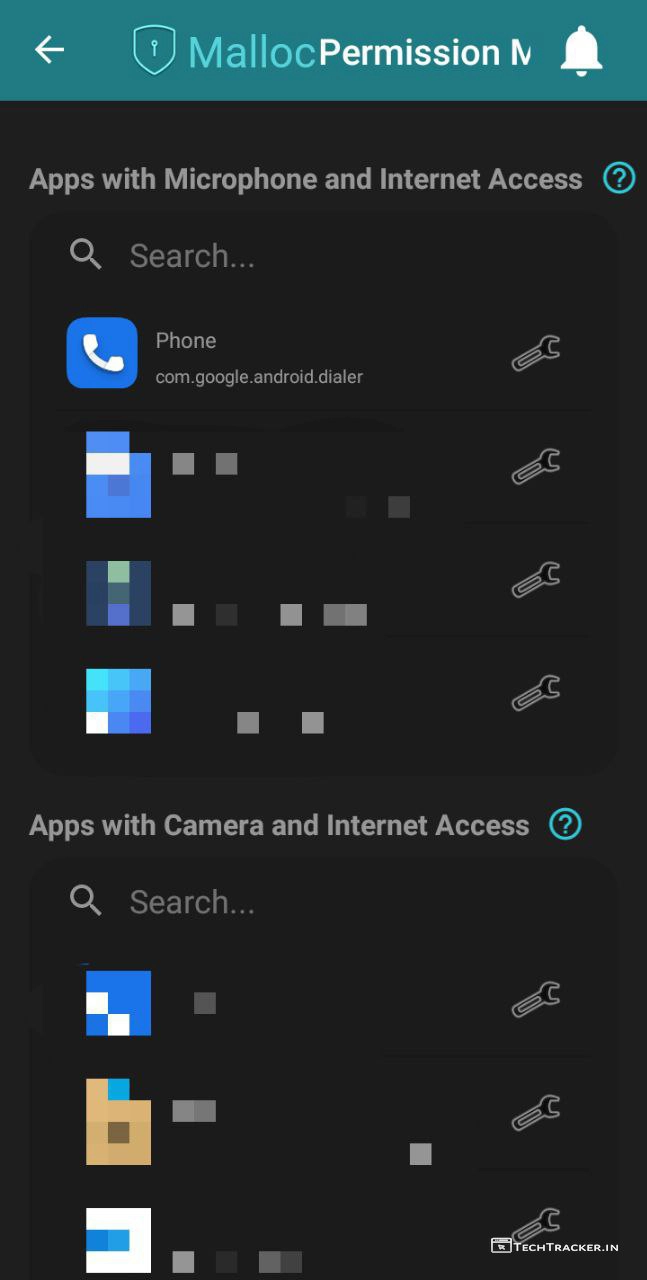 MallocPermission M
Apps with Microphone and Internet Access
Search...
Phone
com.google.android.dialer
Apps with Camera and Internet Access
Search...
TECHTRACKER.IN